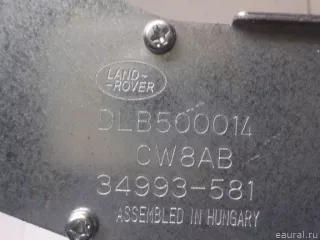 LAND-
-ROVER
DLB500014
CW8AB
34993-581
ASSEMBLED IN HUNGARY
eaural.ru